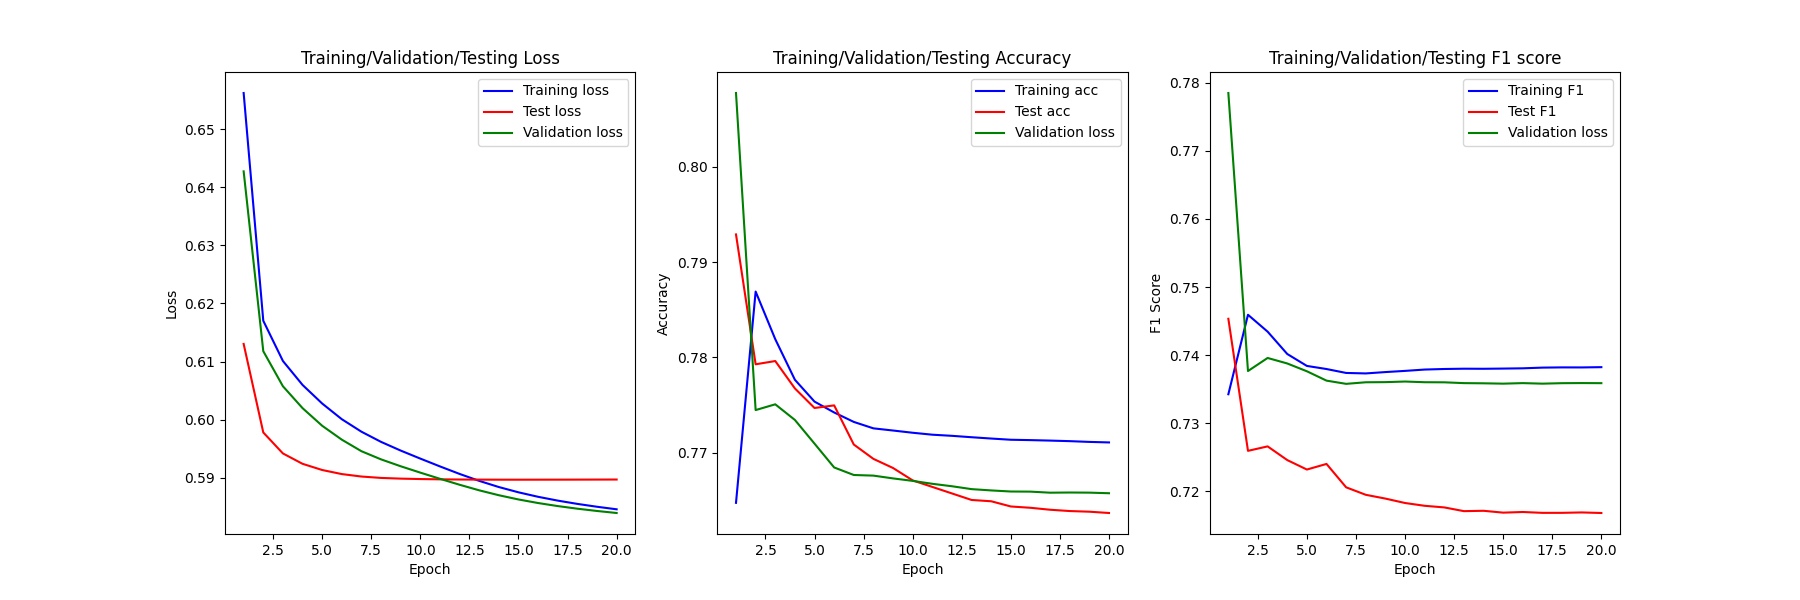 Training/Validation/Testing Loss
Training loss
Test loss
Validation loss
0.65
0.64
0.63
0.62
0.61
0.60
0.59
Loss
2.5 5.0 7.5 10.0 12.5 15.0 17.5 20.0
Epoch
Training/Validation/Testing Accuracy
Training acc
Test acc
Validation loss
0.80
0.79
0.78
0.77
Accuracy
2.5 5.0 7.5 10.0 12.5 15.0 17.5 20.0
Epoch
Training/Validation/Testing F1 score
Training F1
Test F1
Validation loss
0.78
0.77
0.76
0.75
0.74
0.73
0.72
F1 Score
2.5 5.0 7.5 10.0 12.5 15.0 17.5 20.0
Epoch